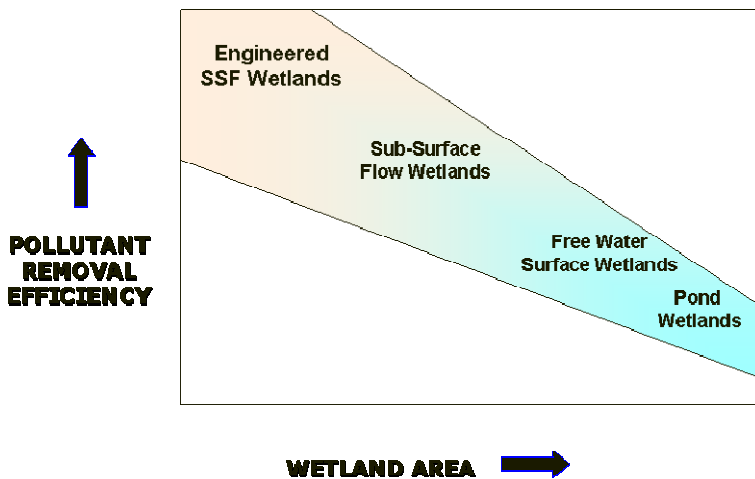 Engineered
SSF Wetlands
Sub-Surface
Flow Wetlands
Free Water
Surface Wetlands
Pond
Wetlands
POLLUTANT
REMOVAL
EFFICIENCY
WETLAND AREA